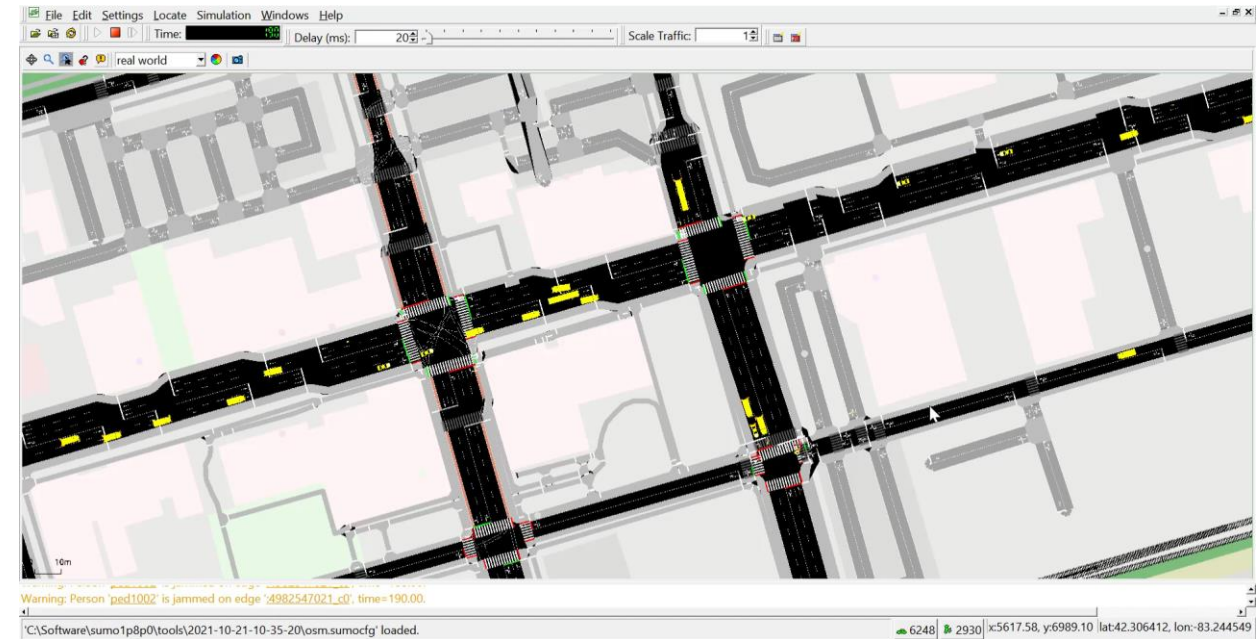 File Edit Settings Locate Simulation Windows Help
Time: 198 Delay (ms): 20 Scale Traffic: 1
real world
10m
Warning: Person 'ped1002' is jammed on edge ':4982547021_c0', time=190.00.
'C:\Software\sumo1p8p0\tools\2021-10-21-10-35-20\osm.sumocfg' loaded. 6248 2930 x:5617.58, y:6989.10 lat:42.306412, lon:-83.244549